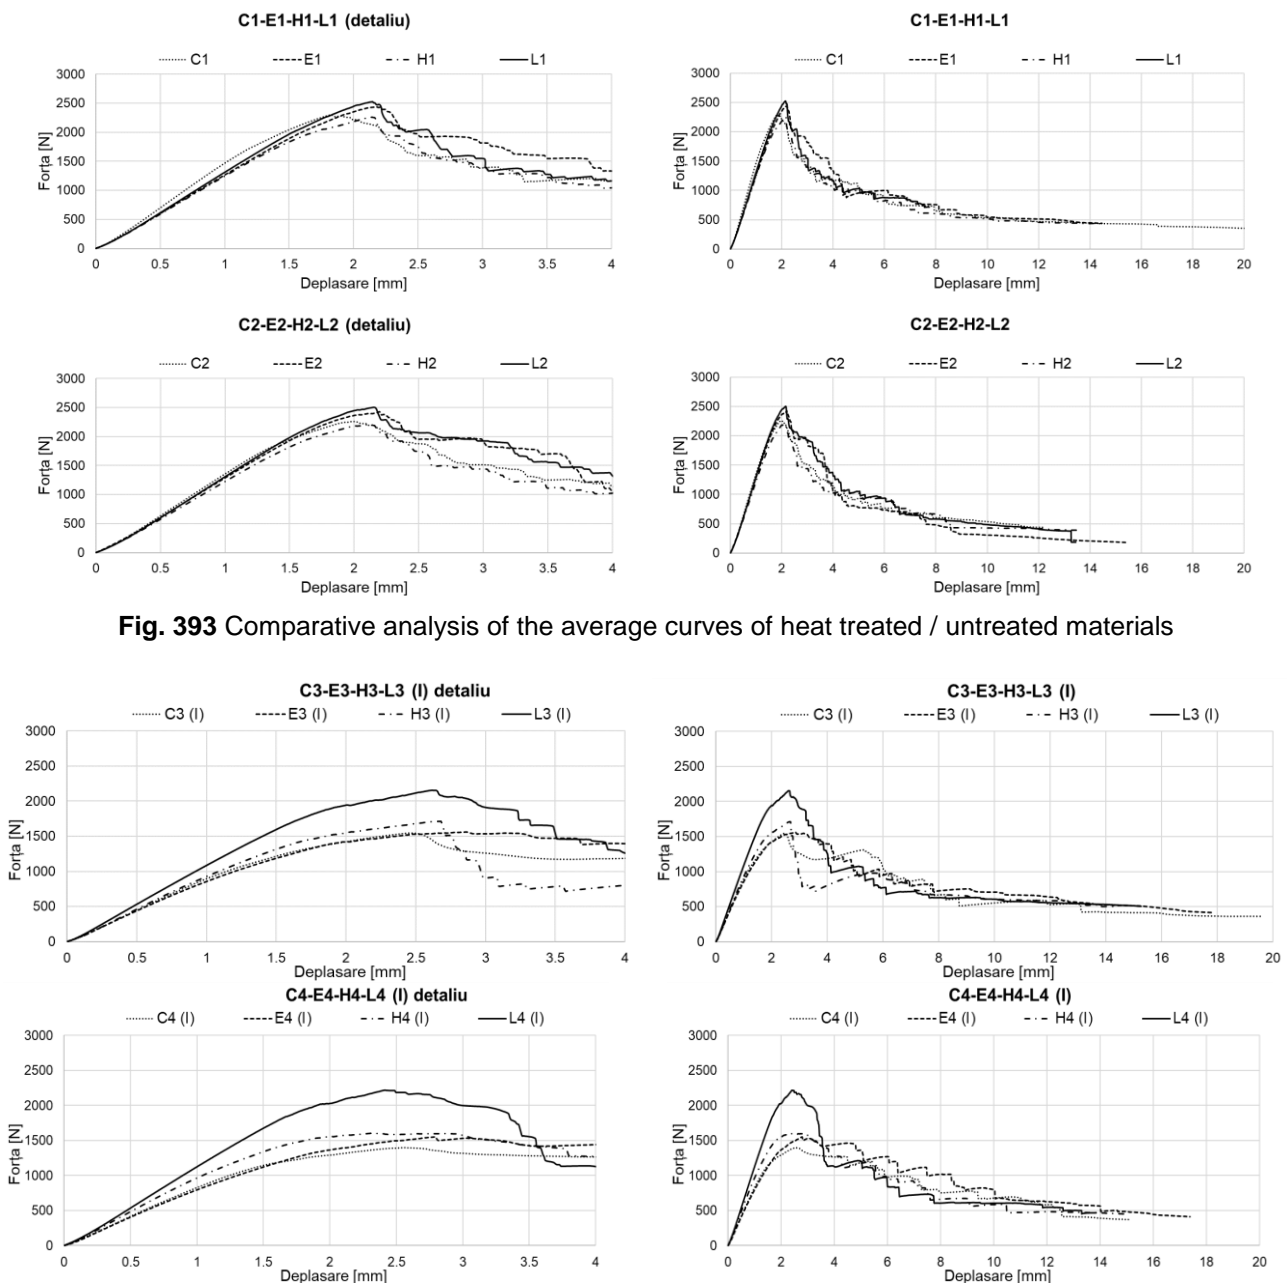 C1-E1-H1-L1 (detaliu)
C1 E1 H1 L1
3000
2500
2000
1500
1000
500
0
Forța [N]
0 0.5 1 1.5 2 2.5 3 3.5 4
Deplasare [mm]
C1-E1-H1-L1
C1 E1 H1 L1
3000
2500
2000
1500
1000
500
0
Forța [N]
0 2 4 6 8 10 12 14 16 18 20
Deplasare [mm]
C2-E2-H2-L2 (detaliu)
C2 E2 H2 L2
3000
2500
2000
1500
1000
500
0
Forța [N]
0 0.5 1 1.5 2 2.5 3 3.5 4
Deplasare [mm]
C2-E2-H2-L2
C2 E2 H2 L2
3000
2500
2000
1500
1000
500
0
Forța [N]
0 2 4 6 8 10 12 14 16 18 20
Deplasare [mm]
Fig. 393 Comparative analysis of the average curves of heat treated / untreated materials
C3-E3-H3-L3 (I) detaliu
C3 (I) E3 (I) H3 (I) L3 (I)
3000
2500
2000
1500
1000
500
0
Forța [N]
0 0.5 1 1.5 2 2.5 3 3.5 4
Deplasare [mm]
C3-E3-H3-L3 (I)
C3 (I) E3 (I) H3 (I) L3 (I)
3000
2500
2000
1500
1000
500
0
Forța [N]
0 2 4 6 8 10 12 14 16 18 20
Deplasare [mm]
C4-E4-H4-L4 (I) detaliu
C4 (I) E4 (I) H4 (I) L4 (I)
3000
2500
2000
1500
1000
500
0
Forța [N]
0 0.5 1 1.5 2 2.5 3 3.5 4
Deplasare [mm]
C4-E4-H4-L4 (I)
C4 (I) E4 (I) H4 (I) L4 (I)
3000
2500
2000
1500
1000
500
0
Forța [N]
0 2 4 6 8 10 12 14 16 18 20
Deplasare [mm]